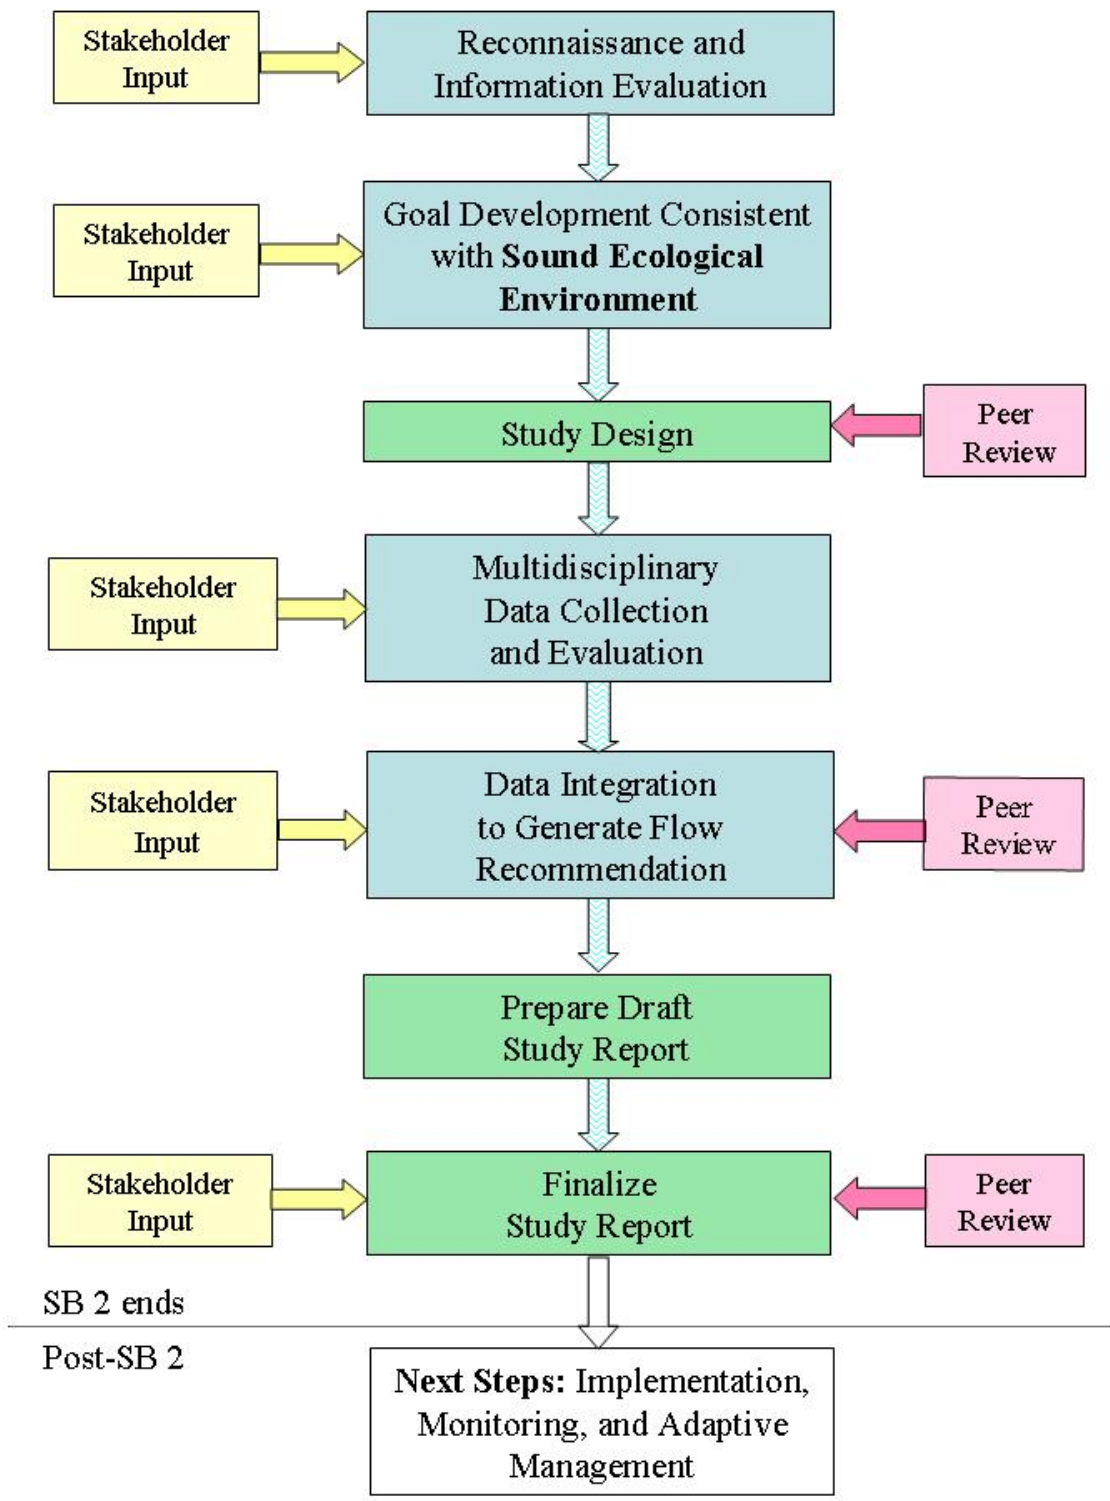 Stakeholder
Input
Reconnaissance and
Information Evaluation
Stakeholder
Input
Goal Development Consistent
with Sound Ecological
Environment
Study Design
Peer
Review
Stakeholder
Input
Multidisciplinary
Data Collection
and Evaluation
Stakeholder
Input
Data Integration
to Generate Flow
Recommendation
Peer
Review
Prepare Draft
Study Report
Stakeholder
Input
Finalize
Study Report
Peer
Review
SB 2 ends
Post-SB 2
Next Steps: Implementation,
Monitoring, and Adaptive
Management